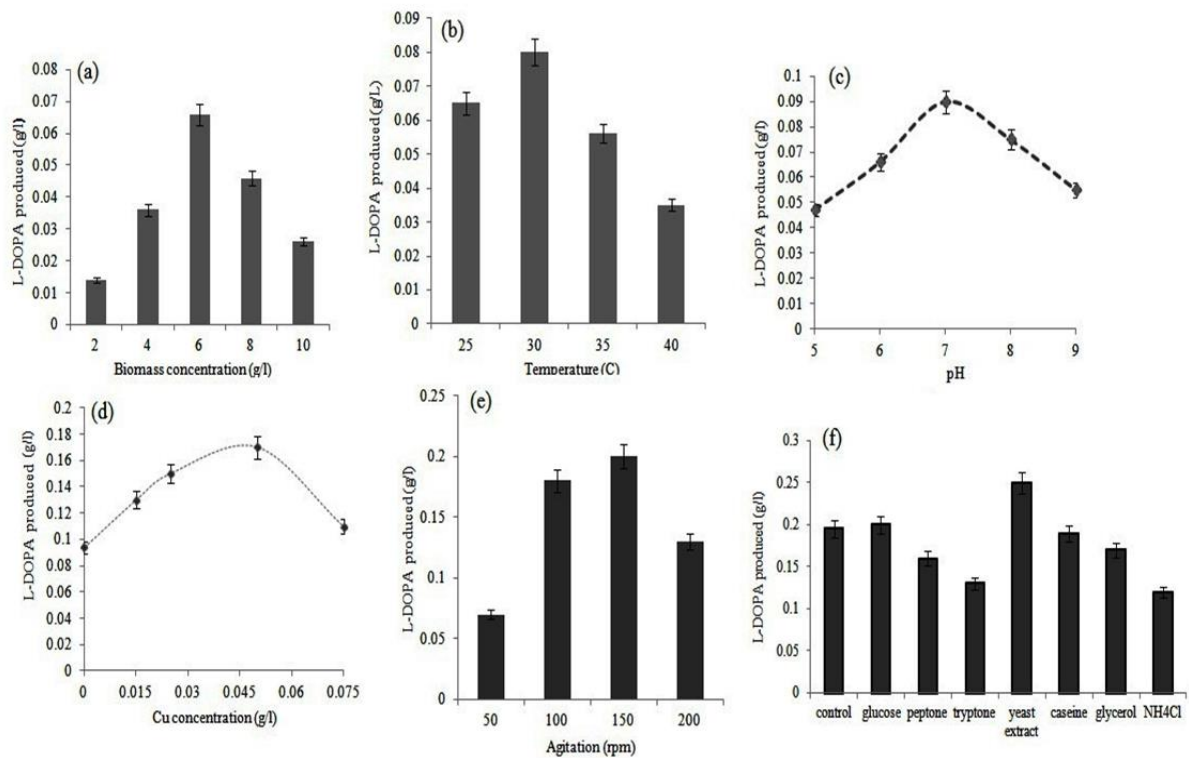 (a)
L-DOPA produced (g/l)
0.08
0.07
0.06
0.05
0.04
0.03
0.02
0.01
0
2 4 6 8 10
Biomass concentration (g/l)
(b)
L-DOPA produced (g/L)
0.09
0.08
0.07
0.06
0.05
0.04
0.03
0.02
0.01
0
25 30 35 40
Temperature (C)
(c)
L-DOPA produced (g/l)
0.1
0.09
0.08
0.07
0.06
0.05
0.04
0.03
0.02
0.01
0
5 6 7 8 9
pH
(d)
L-DOPA produced (g/l)
0.2
0.18
0.16
0.14
0.12
0.1
0.08
0.06
0.04
0.02
0
0 0.015 0.03 0.045 0.06 0.075
Cu concentration (g/l)
(e)
L-DOPA produced (g/l)
0.25
0.2
0.15
0.1
0.05
0
50 100 150 200
Agitation (rpm)
(f)
L-DOPA produced (g/l)
0.3
0.25
0.2
0.15
0.1
0.05
0
control glucose peptone tryptone yeast caseine glycerol NH4Cl
extract